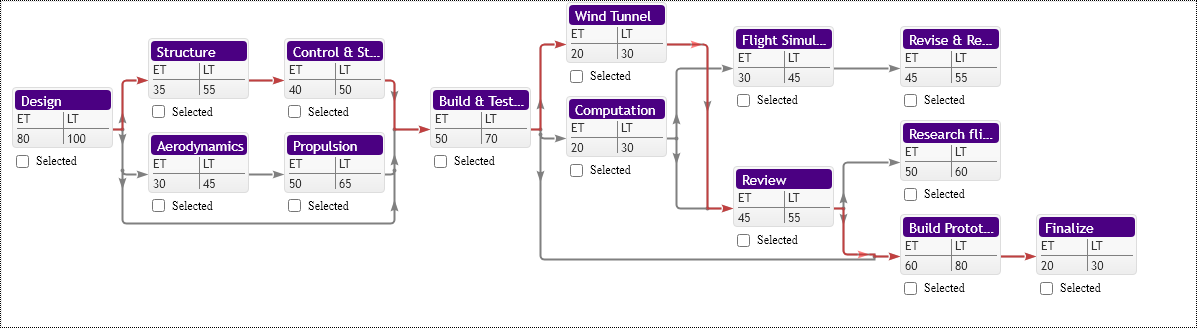 Wind Tunnel
ET LT
20 30
Selected
Structure
ET LT
35 55
Selected
Control & St...
ET LT
40 50
Selected
Flight Simul...
ET LT
30 45
Selected
Revise & Re...
ET LT
45 55
Selected
Design
ET LT
80 100
Selected
Build & Test...
ET LT
50 70
Selected
Computation
ET LT
20 30
Selected
Aerodynamics
ET LT
30 45
Selected
Propulsion
ET LT
50 65
Selected
Research fli...
ET LT
50 60
Selected
Review
ET LT
45 55
Selected
Build Protot...
ET LT
60 80
Selected
Finalize
ET LT
20 30
Selected